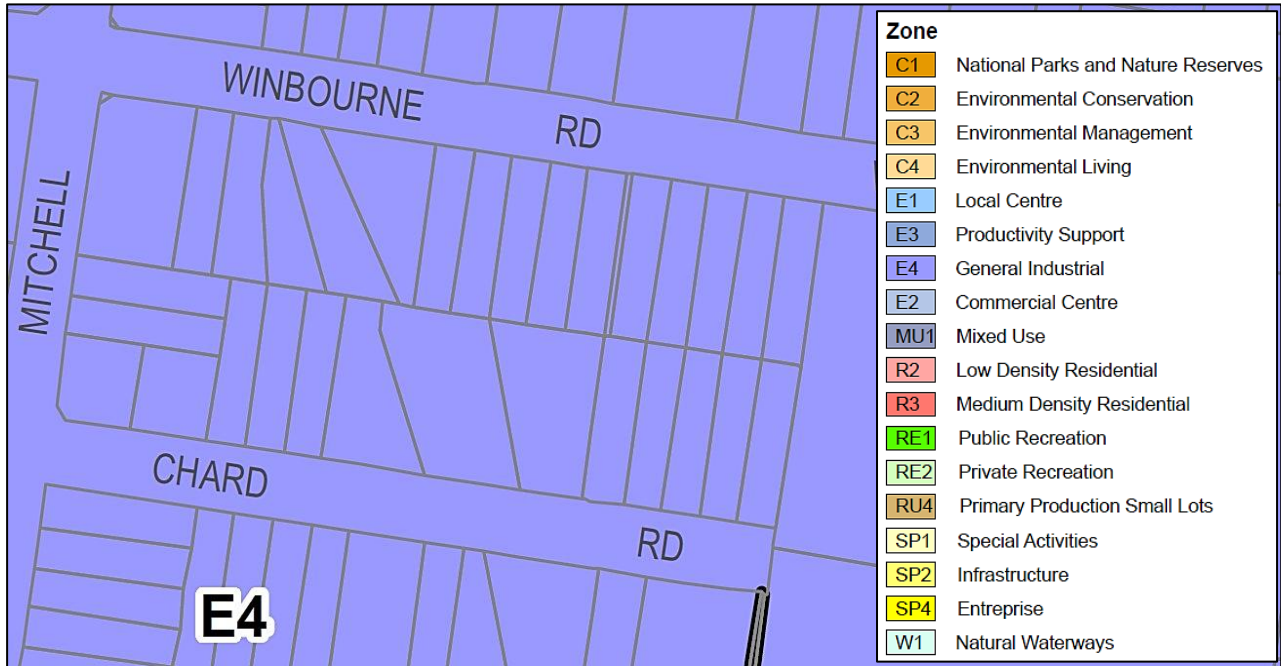 WINBOURNE RD
MITCHELL
CHARD RD
E4
Zone
C1 National Parks and Nature Reserves
C2 Environmental Conservation
C3 Environmental Management
C4 Environmental Living
E1 Local Centre
E3 Productivity Support
E4 General Industrial
E2 Commercial Centre
MU1 Mixed Use
R2 Low Density Residential
R3 Medium Density Residential
RE1 Public Recreation
RE2 Private Recreation
RU4 Primary Production Small Lots
SP1 Special Activities
SP2 Infrastructure
SP4 Entreprise
W1 Natural Waterways